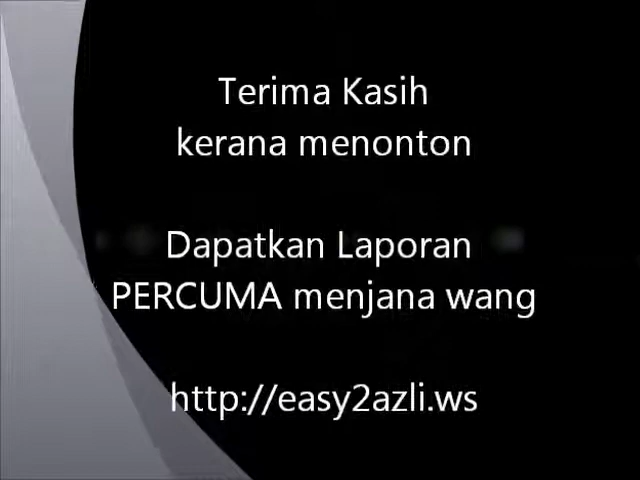 Terima Kasih
kerana menonton
Dapatkan Laporan
PERCUMA menjana wang
http://easy2azli.ws